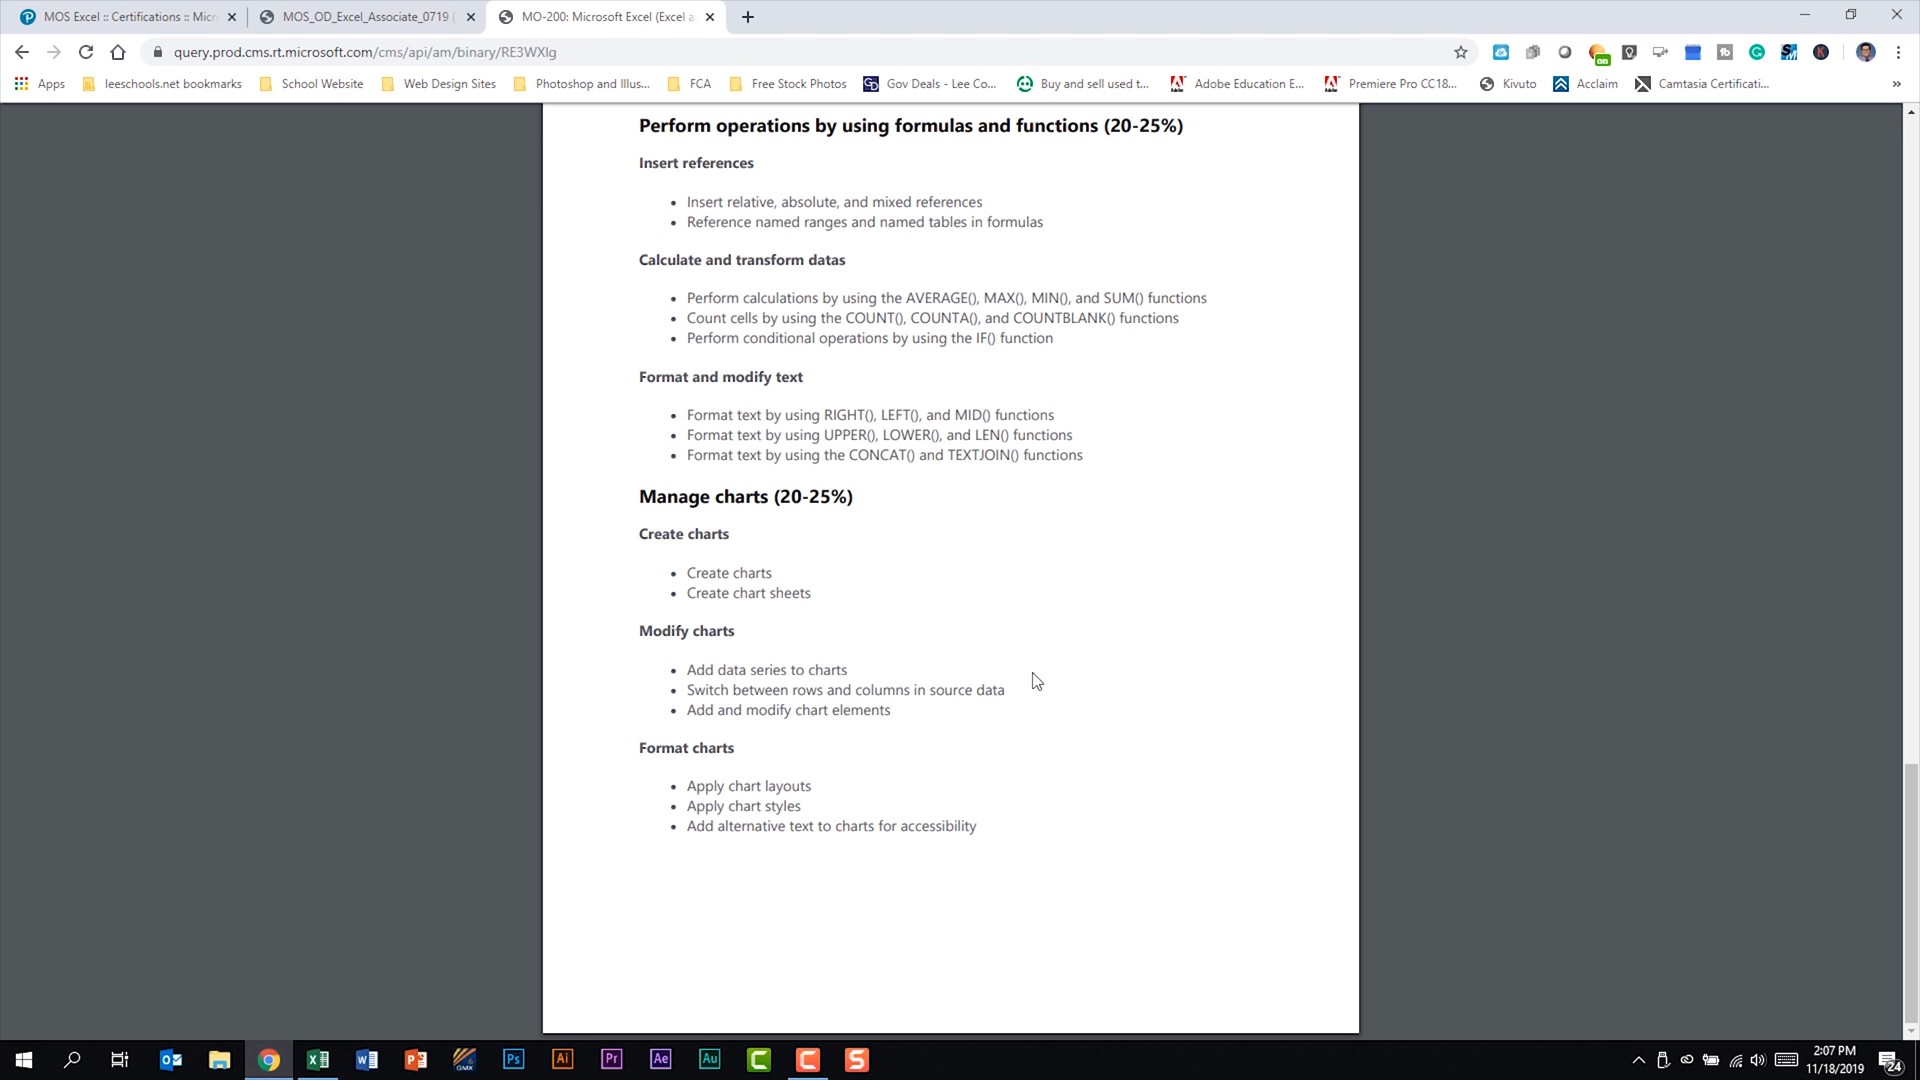 MOS Excel :: Certifications :: Micr
MOS_OD_Excel_Associate_0719 (
MO-200: Microsoft Excel (Excel a
query.prod.cms.rt.microsoft.com/cms/api/am/binary/RE3WXlg
on
Apps
leeschools.net bookmarks
School Website
Web Design Sites
Photoshop and Illus...
FCA
Free Stock Photos
Gov Deals - Lee Co...
Buy and sell used t...
Adobe Education E...
Premiere Pro CC18...
Kivuto
Acclaim
Camtasia Certificati...
Perform operations by using formulas and functions (20-25%)
Insert references
• Insert relative, absolute, and mixed references
• Reference named ranges and named tables in formulas
Calculate and transform datas
• Perform calculations by using the AVERAGE(), MAX(), MIN(), and SUM() functions
• Count cells by using the COUNT(), COUNTA(), and COUNTBLANK() functions
• Perform conditional operations by using the IF() function
Format and modify text
• Format text by using RIGHT(), LEFT(), and MID() functions
• Format text by using UPPER(), LOWER(), and LEN() functions
• Format text by using the CONCAT() and TEXTJOIN() functions
Manage charts (20-25%)
Create charts
• Create charts
• Create chart sheets
Modify charts
• Add data series to charts
• Switch between rows and columns in source data
• Add and modify chart elements
Format charts
• Apply chart layouts
• Apply chart styles
• Add alternative text to charts for accessibility
GMX
Ps
Ai
Pr
Ae
Au
2:07 PM
11/18/2019
24